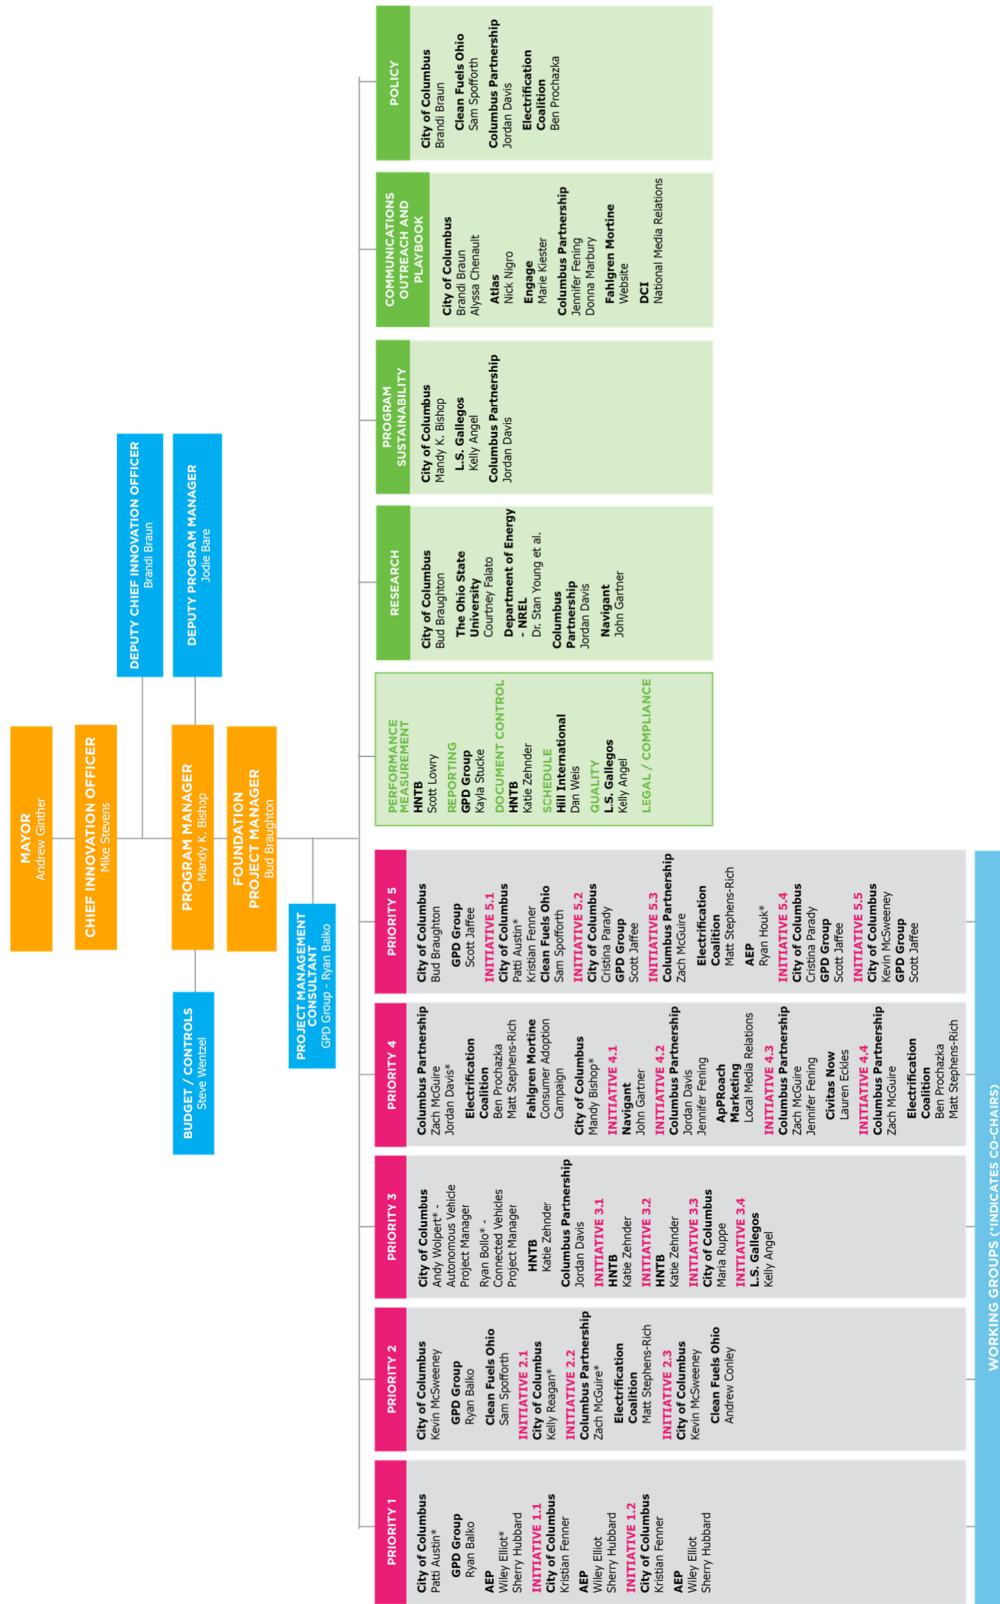 MAYOR
Andrew Ginther
CHIEF INNOVATION OFFICER
Mike Stevens
DEPUTY CHIEF INNOVATION OFFICER
Brandi Braun
BUDGET / CONTROLS
Steve Wentzel
PROGRAM MANAGER
Mandy K. Bishop
DEPUTY PROGRAM MANAGER
Jodie Bare
FOUNDATION
PROJECT MANAGER
Bud Braughton
PROJECT MANAGEMENT
CONSULTANT
GPD Group - Ryan Balko
PRIORITY 1
City of Columbus
Patti Austin*
GPD Group
Ryan Balko
AEP
Wiley Elliot*
Sherry Hubbard
INITIATIVE 1.1
City of Columbus
Kristian Fenner
AEP
Wiley Elliot
Sherry Hubbard
INITIATIVE 1.2
City of Columbus
Kristian Fenner
AEP
Wiley Elliot
Sherry Hubbard
PRIORITY 2
City of Columbus
Kevin McSweeney
GPD Group
Ryan Balko
Clean Fuels Ohio
Sam Spofforth
INITIATIVE 2.1
City of Columbus
Kelly Reagan*
INITIATIVE 2.2
Columbus Partnership
Zach McGuire*
Electrification
Coalition
Matt Stephens-Rich
INITIATIVE 2.3
City of Columbus
Kevin McSweeney
Clean Fuels Ohio
Andrew Conley
PRIORITY 3
City of Columbus
Andy Wolpert* -
Autonomous Vehicle
Project Manager
Ryan Bollo* -
Connected Vehicles
Project Manager
HNTB
Katie Zehnder
Columbus Partnership
Jordan Davis
INITIATIVE 3.1
HNTB
Katie Zehnder
INITIATIVE 3.2
HNTB
Katie Zehnder
INITIATIVE 3.3
City of Columbus
Maria Ruppe
INITIATIVE 3.4
L.S. Gallegos
Kelly Angel
PRIORITY 4
Columbus Partnership
Zach McGuire
Jordan Davis*
Electrification
Coalition
Ben Prochazka
Matt Stephens-Rich
Fahlgren Mortine
Consumer Adoption
Campaign
City of Columbus
Mandy Bishop*
INITIATIVE 4.1
Navigant
John Gartner
INITIATIVE 4.2
Columbus Partnership
Jordan Davis
Jennifer Fening
ApPRoach
Marketing
Local Media Relations
INITIATIVE 4.3
Columbus Partnership
Zach McGuire
Jennifer Fening
Civitas Now
Lauren Eckles
INITIATIVE 4.4
Columbus Partnership
Zach McGuire
Electrification
Coalition
Ben Prochazka
Matt Stephens-Rich
PRIORITY 5
City of Columbus
Bud Braughton
GPD Group
Scott Jaffee
INITIATIVE 5.1
City of Columbus
Patti Austin*
Kristian Fenner
Clean Fuels Ohio
Sam Spofforth
INITIATIVE 5.2
City of Columbus
Cristina Parady
GPD Group
Scott Jaffee
INITIATIVE 5.3
Columbus Partnership
Zach McGuire
Electrification
Coalition
Matt Stephens-Rich
AEP
Ryan Houk*
INITIATIVE 5.4
City of Columbus
Cristina Parady
GPD Group
Scott Jaffee
INITIATIVE 5.5
City of Columbus
Kevin McSweeney
GPD Group
Scott Jaffee
PERFORMANCE
MEASUREMENT
HNTB
Scott Lowry
REPORTING
GPD Group
Kayla Stucke
DOCUMENT CONTROL
HNTB
Katie Zehnder
SCHEDULE
Hill International
Dan Weis
QUALITY
L.S. Gallegos
Kelly Angel
LEGAL / COMPLIANCE
RESEARCH
City of Columbus
Bud Braughton
The Ohio State
University
Courtney Falato
Department of Energy
- NREL
Dr. Stan Young et al.
Columbus
Partnership
Jordan Davis
Navigant
John Gartner
PROGRAM
SUSTAINABILITY
City of Columbus
Mandy K. Bishop
L.S. Gallegos
Kelly Angel
Columbus Partnership
Jordan Davis
COMMUNICATIONS
OUTREACH AND
PLAYBOOK
City of Columbus
Brandi Braun
Alyssa Chenault
Atlas
Nick Nigro
Engage
Marie Kiester
Columbus Partnership
Jennifer Fening
Donna Marbury
Fahlgren Mortine
Website
DCI
National Media Relations
POLICY
City of Columbus
Brandi Braun
Clean Fuels Ohio
Sam Spofforth
Columbus Partnership
Jordan Davis
Electrification
Coalition
Ben Prochazka
WORKING GROUPS (*INDICATES CO-CHAIRS)